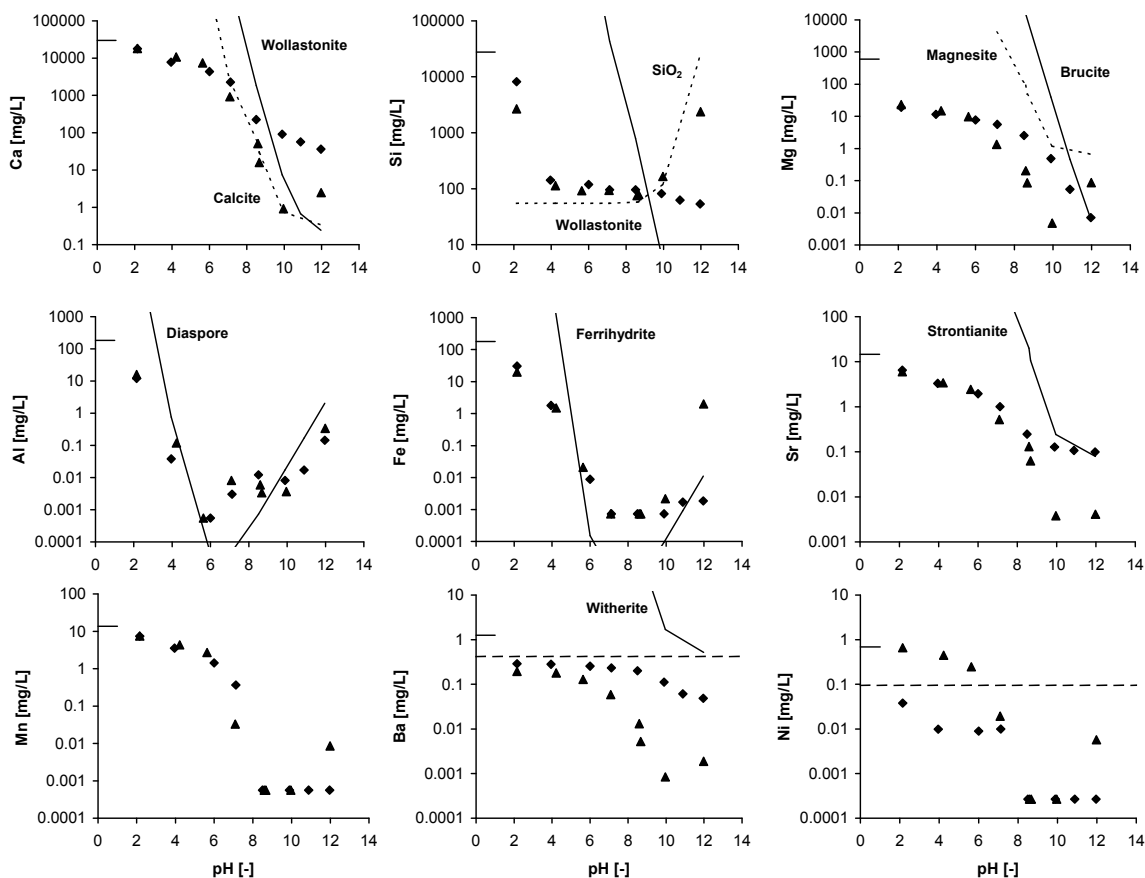 Ca [mg/L]
100000
10000
1000
100
10
1
0.1
Wollastonite
Calcite
0 2 4 6 8 10 12 14
Si [mg/L]
100000
10000
1000
100
10
SiO₂
Wollastonite
0 2 4 6 8 10 12 14
Mg [mg/L]
10000
1000
100
10
1
0.1
0.01
0.001
Magnesite
Brucite
0 2 4 6 8 10 12 14
Al [mg/L]
1000
100
10
1
0.1
0.01
0.001
0.0001
Diaspore
0 2 4 6 8 10 12 14
Fe [mg/L]
1000
100
10
1
0.1
0.01
0.001
0.0001
Ferrihydrite
0 2 4 6 8 10 12 14
Sr [mg/L]
100
10
1
0.1
0.01
0.001
Strontianite
0 2 4 6 8 10 12 14
Mn [mg/L]
100
10
1
0.1
0.01
0.001
0.0001
0 2 4 6 8 10 12 14
pH [-]
Ba [mg/L]
10
1
0.1
0.01
0.001
0.0001
Witherite
0 2 4 6 8 10 12 14
pH [-]
Ni [mg/L]
10
1
0.1
0.01
0.001
0.0001
0 2 4 6 8 10 12 14
pH [-]